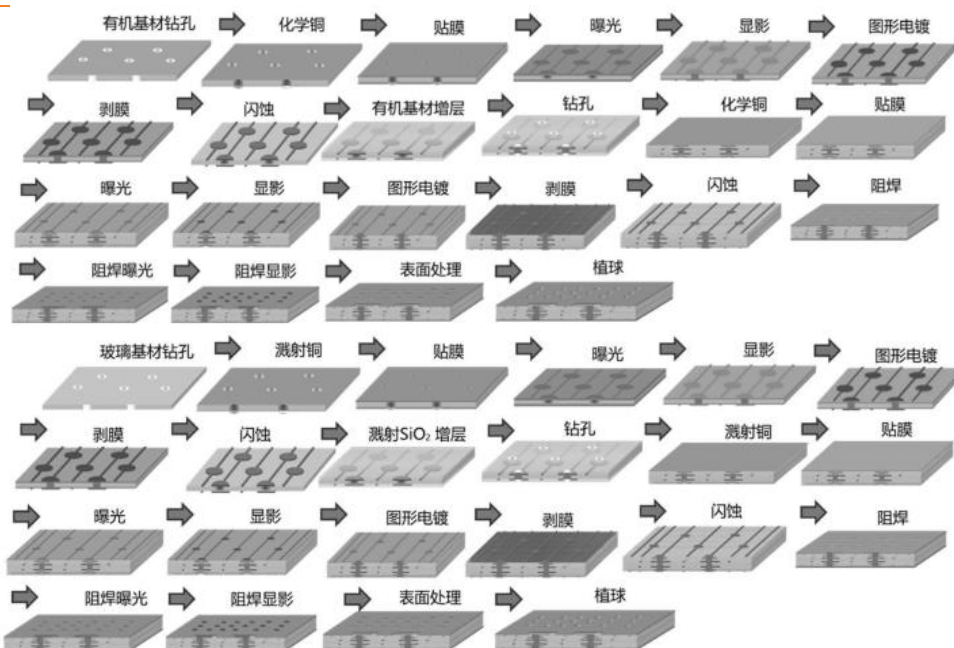 有机基材钻孔 化学铜 贴膜 曝光 显影 图形电镀
剥膜 闪蚀 有机基材增层 钻孔 化学铜 贴膜
曝光 显影 图形电镀 剥膜 闪蚀 阻焊
阻焊曝光 阻焊显影 表面处理 植球
玻璃基材钻孔 溅射铜 贴膜 曝光 显影 图形电镀
剥膜 闪蚀 溅射SiO₂ 增层 钻孔 溅射铜 贴膜
曝光 显影 图形电镀 剥膜 闪蚀 阻焊
阻焊曝光 阻焊显影 表面处理 植球